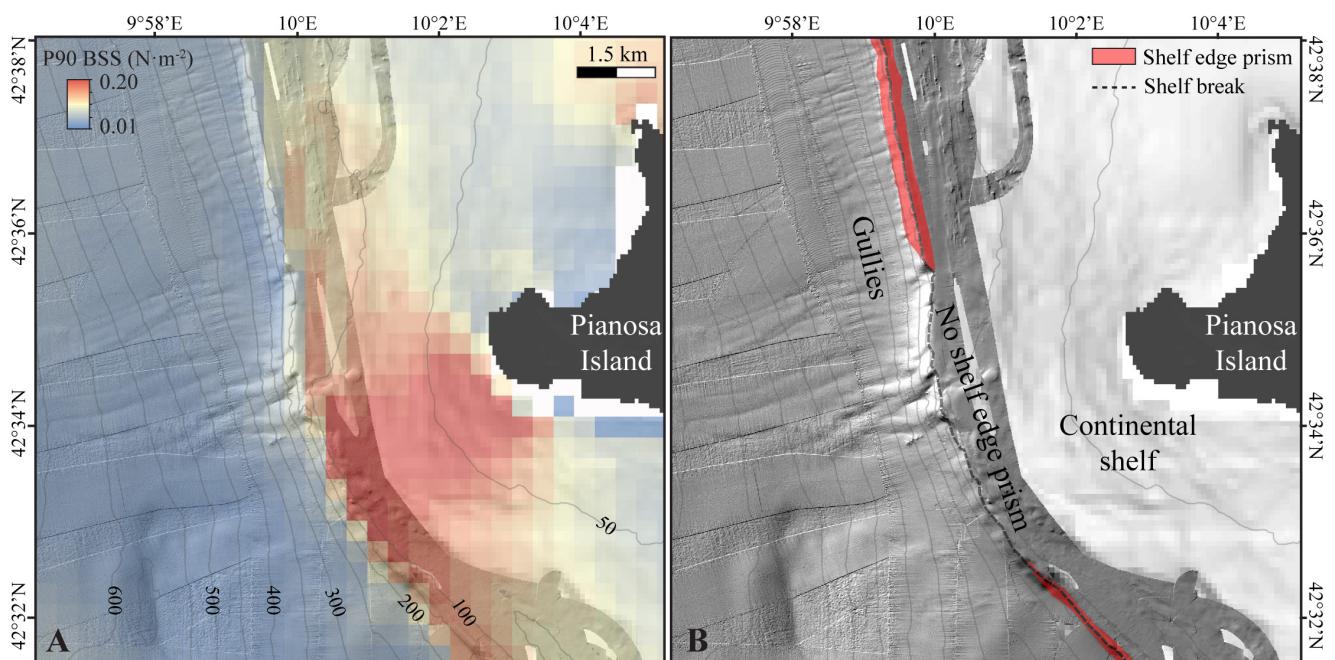 9°58’E 10°0’E 10°2’E 10°4’E 9°58’E 10°0’E 10°2’E 10°4’E
42°38’N
42°36’N
42°34’N
42°32’N
P90 BSS (N·m⁻²)
0.20
0.01
1.5 km
Pianosa
Island
50
600
500
400
300
200
100
A
Shelf edge prism
Shelf break
Gullies
No shelf edge prism
Pianosa
Island
Continental
shelf
B
42°38’N
42°36’N
42°34’N
42°32’N